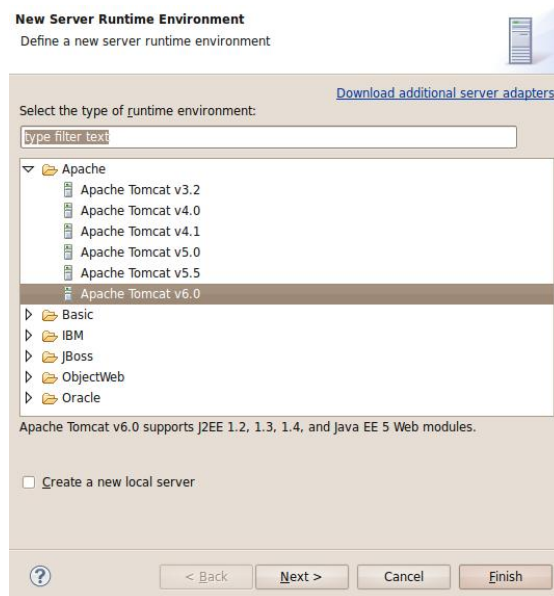 New Server Runtime Environment
Define a new server runtime environment
Download additional server adapters
Select the type of runtime environment:
type filter text
Apache
Apache Tomcat v3.2
Apache Tomcat v4.0
Apache Tomcat v4.1
Apache Tomcat v5.0
Apache Tomcat v5.5
Apache Tomcat v6.0
Basic
IBM
JBoss
ObjectWeb
Oracle
Apache Tomcat v6.0 supports J2EE 1.2, 1.3, 1.4, and Java EE 5 Web modules.
Create a new local server
? < Back Next > Cancel Finish